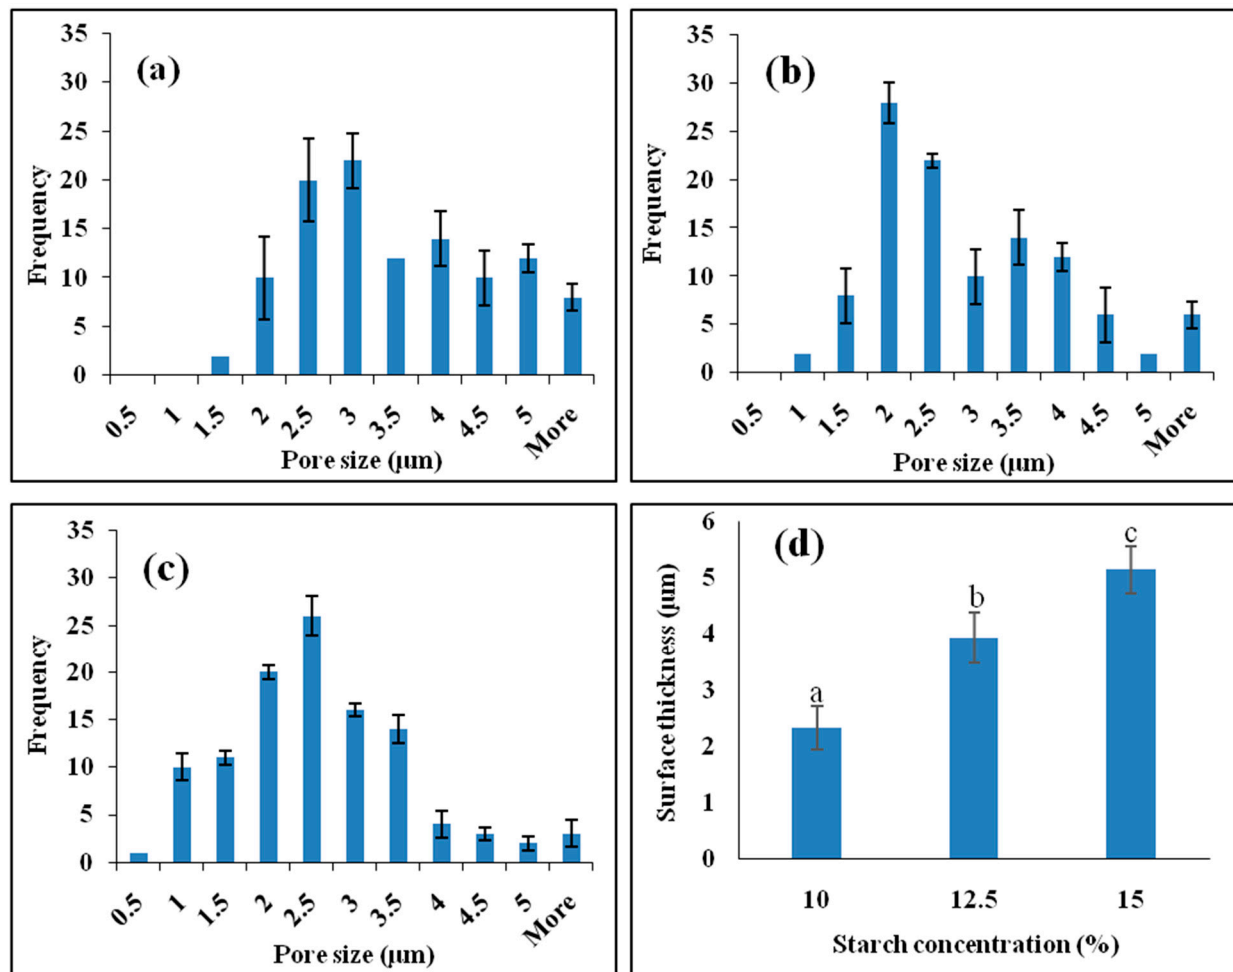 (a)
35
30
25
20
15
10
5
0
Frequency
0.5 1 1.5 2 2.5 3 3.5 4 4.5 5 More
Pore size (µm)
(b)
35
30
25
20
15
10
5
0
Frequency
0.5 1 1.5 2 2.5 3 3.5 4 4.5 5 More
Pore size (µm)
(c)
35
30
25
20
15
10
5
0
Frequency
0.5 1 1.5 2 2.5 3 3.5 4 4.5 5 More
Pore size (µm)
(d)
6
5
4
3
2
1
0
Surface thickness (µm)
a b c
10 12.5 15
Starch concentration (%)